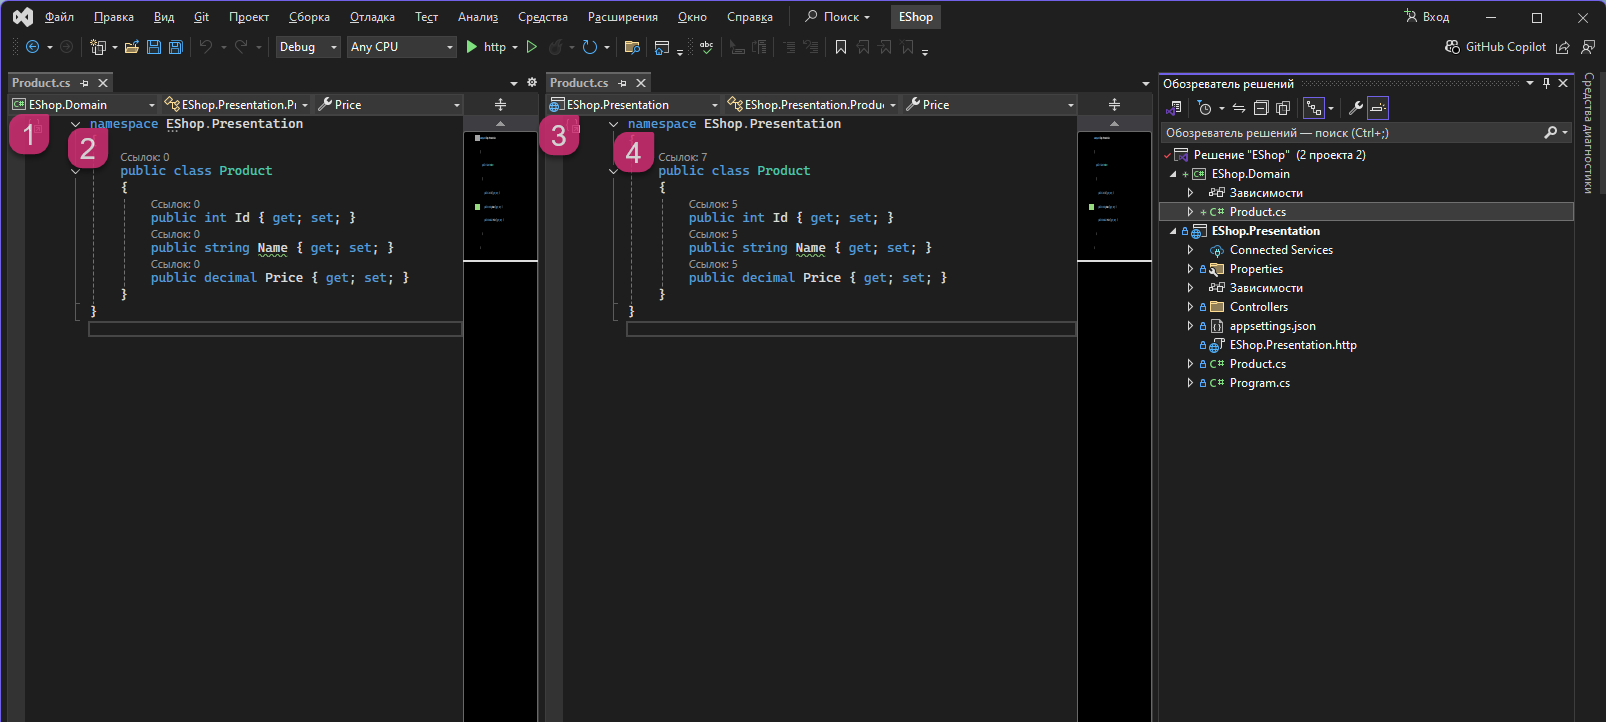 Файл Правка Вид Git Проект Сборка Отладка Тест Анализ Средства Расширения Окно Справка Поиск EShop Вход
Debug Any CPU http abc GitHub Copilot
Product.cs
EShop.Domain EShop.Presentation.Pr Price
1
2
namespace EShop.Presentation
{
Ссылок: 0
public class Product
{
Ссылок: 0
public int Id { get; set; }
Ссылок: 0
public string Name { get; set; }
Ссылок: 0
public decimal Price { get; set; }
}
}
Product.cs
EShop.Presentation EShop.Presentation.Produc Price
3
4
namespace EShop.Presentation
{
Ссылок: 7
public class Product
{
Ссылок: 5
public int Id { get; set; }
Ссылок: 5
public string Name { get; set; }
Ссылок: 5
public decimal Price { get; set; }
}
}
Обозреватель решений
Обозреватель решений — поиск (Ctrl+;)
Решение "EShop" (2 проекта 2)
EShop.Domain
Зависимости
C# Product.cs
EShop.Presentation
Connected Services
Properties
Зависимости
Controllers
appsettings.json
EShop.Presentation.http
C# Product.cs
C# Program.cs
Средства диагностики